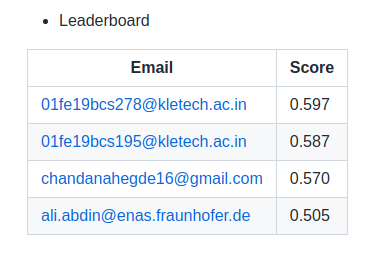 Leaderboard
Email Score
01fe19bcs278@kletech.ac.in 0.597
01fe19bcs195@kletech.ac.in 0.587
chandanahegde16@gmail.com 0.570
ali.abdin@enas.fraunhofer.de 0.505